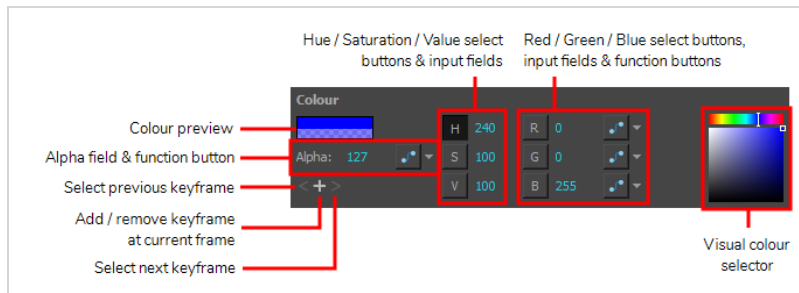 Hue / Saturation / Value select
buttons & input fields
Red / Green / Blue select buttons,
input fields & function buttons
Colour
Colour preview
H 240
R 0
Alpha field & function button
Alpha: 127
S 100
G 0
Select previous keyframe
< + >
V 100
B 255
Add / remove keyframe
at current frame
Select next keyframe
Visual colour
selector